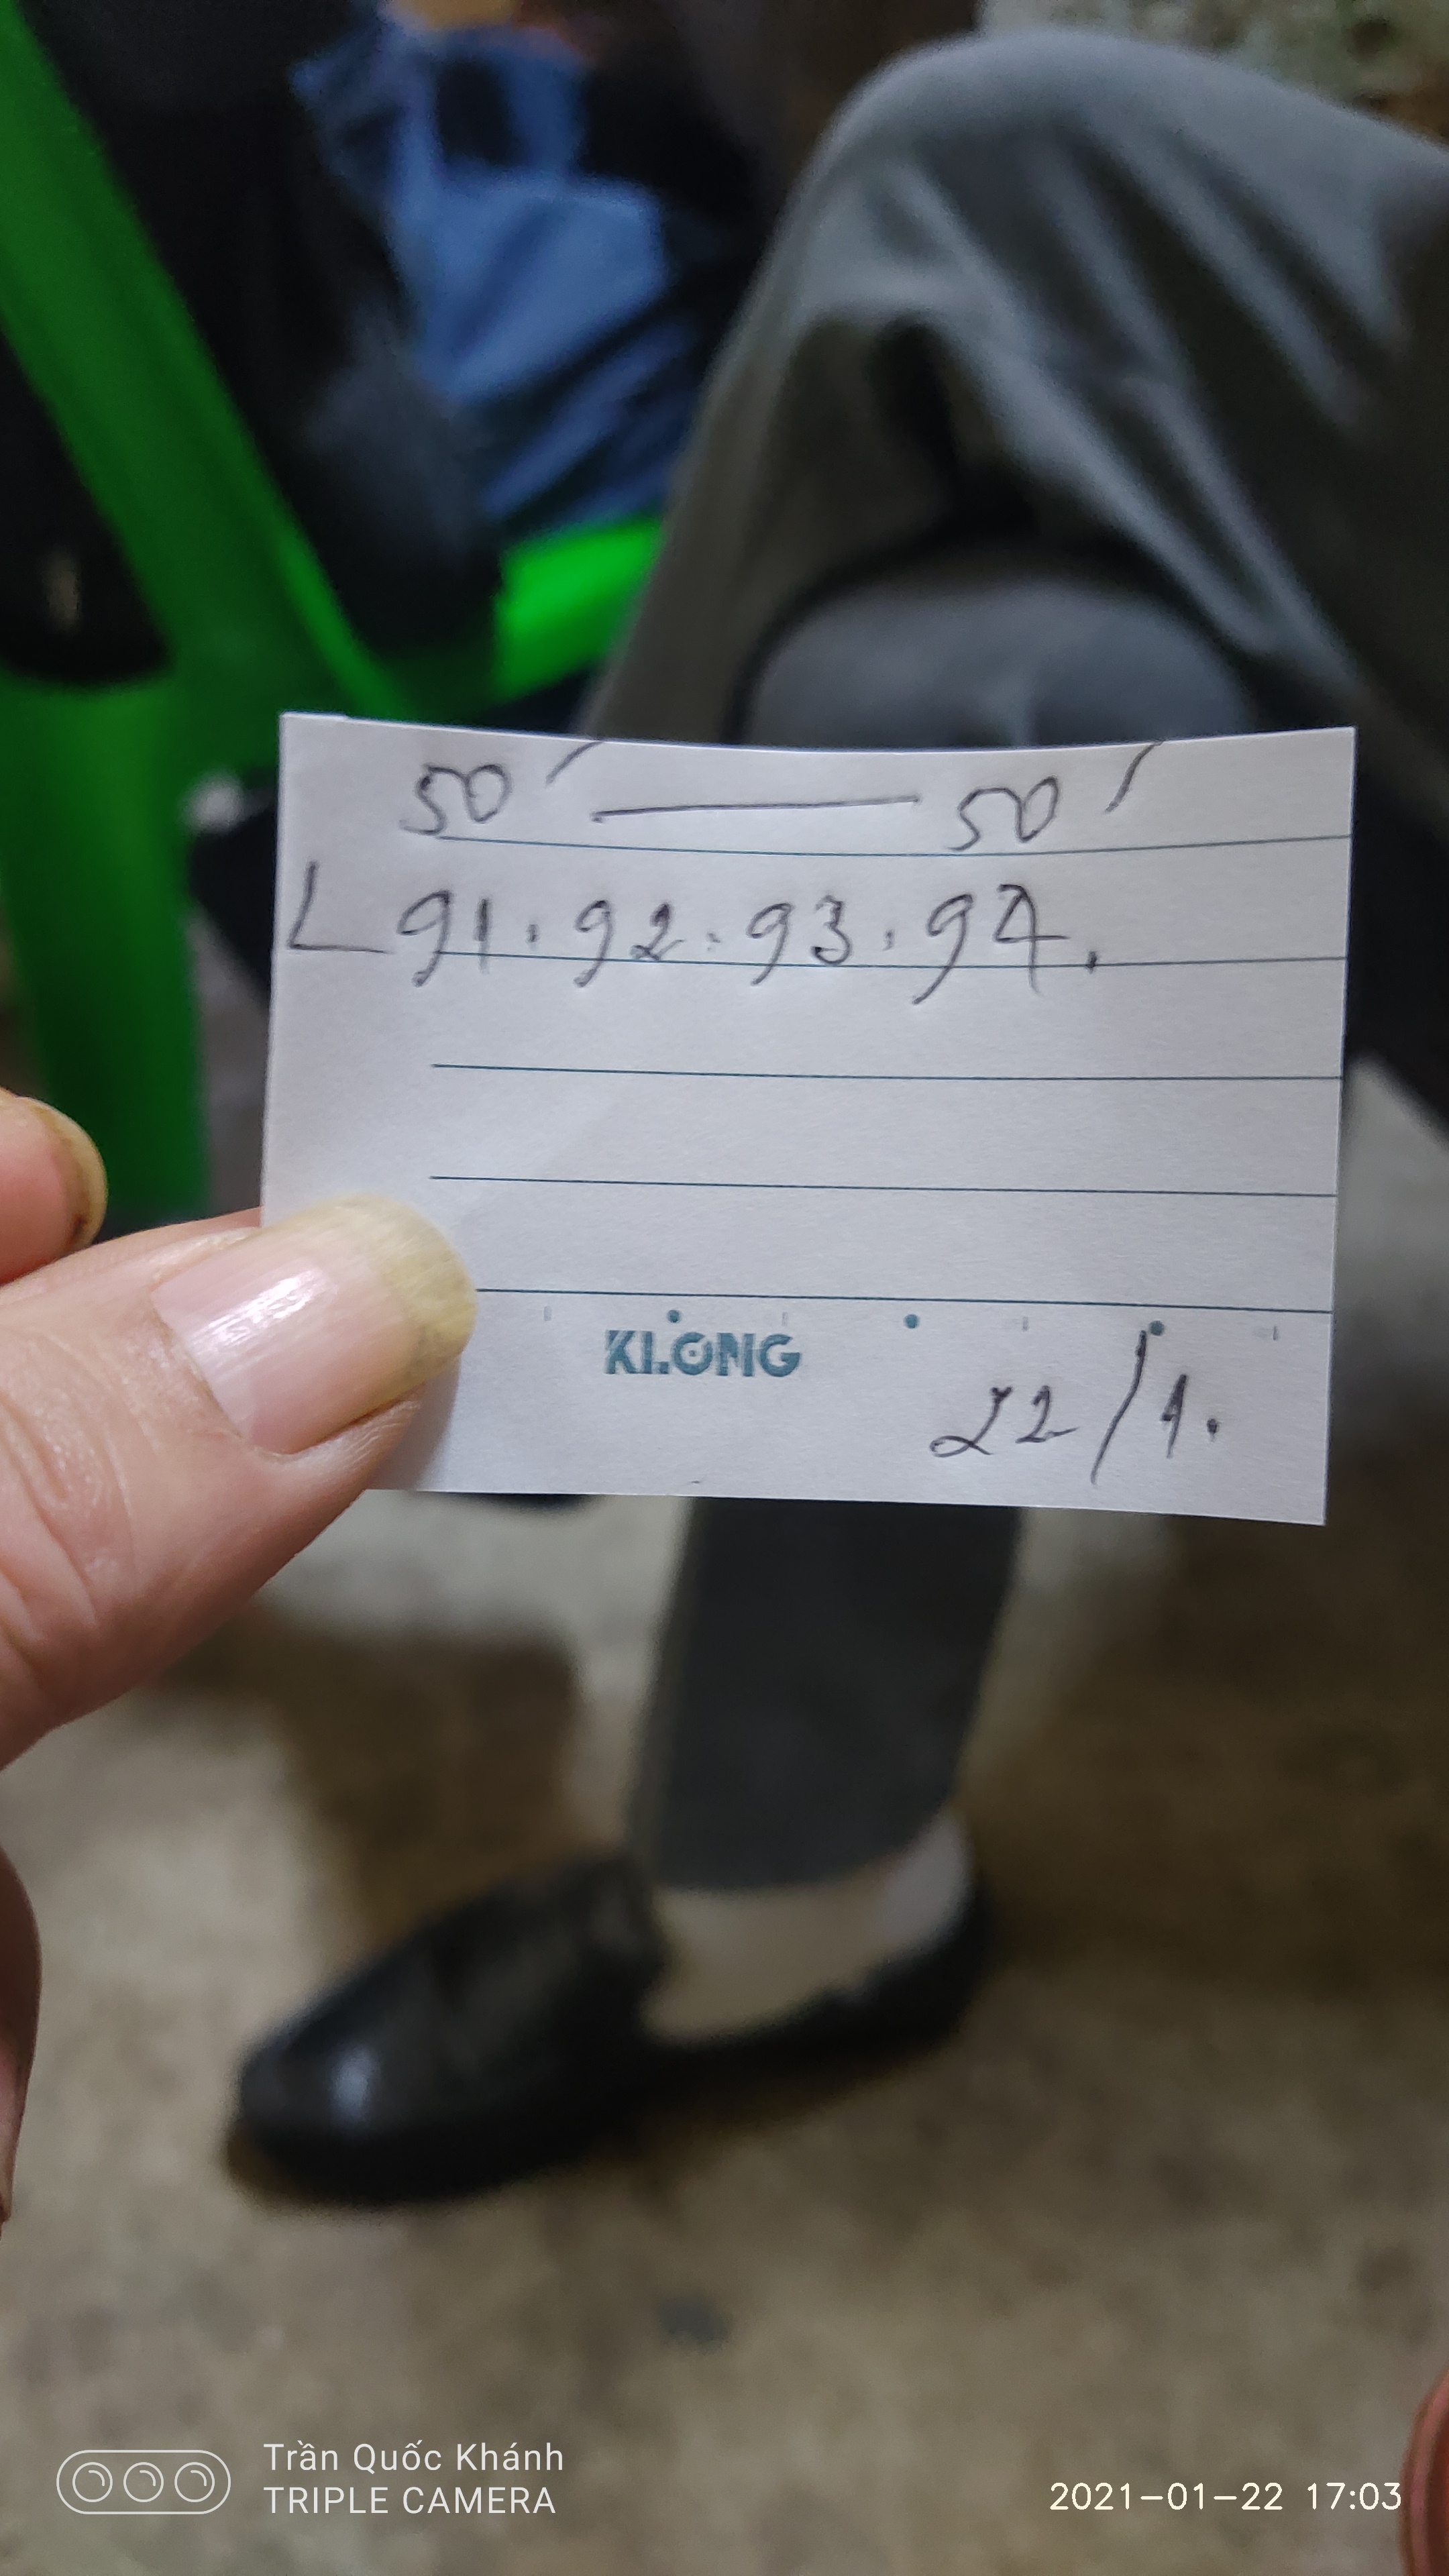 50´ — 50´
L 91. 92. 93. 94.
KLONG
22/1.
Trần Quốc Khánh
TRIPLE CAMERA
2021-01-22 17:03